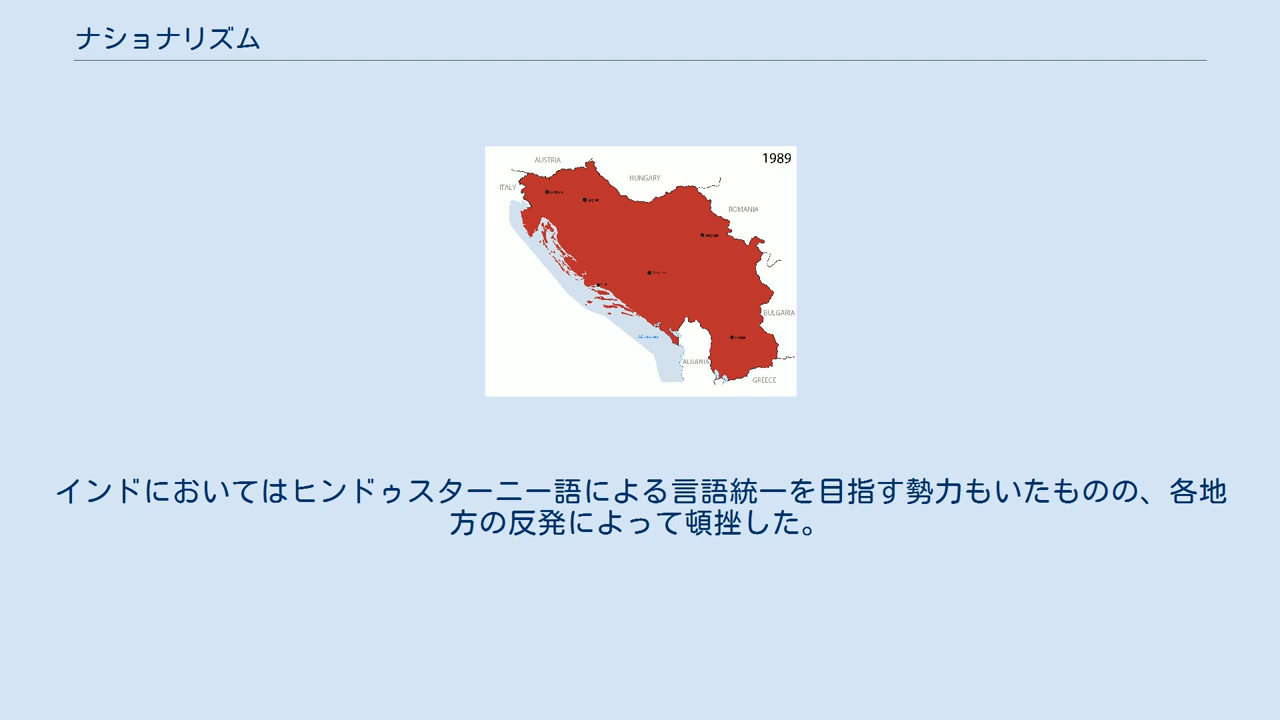 ナショナリズム
1989
AUSTRIA
HUNGARY
ITALY
ROMANIA
BULGARIA
ALBANIA
GREECE
インドにおいてはヒンドゥスターニー語による言語統一を目指す勢力もいたものの、各地
方の反発によって頓挫した。